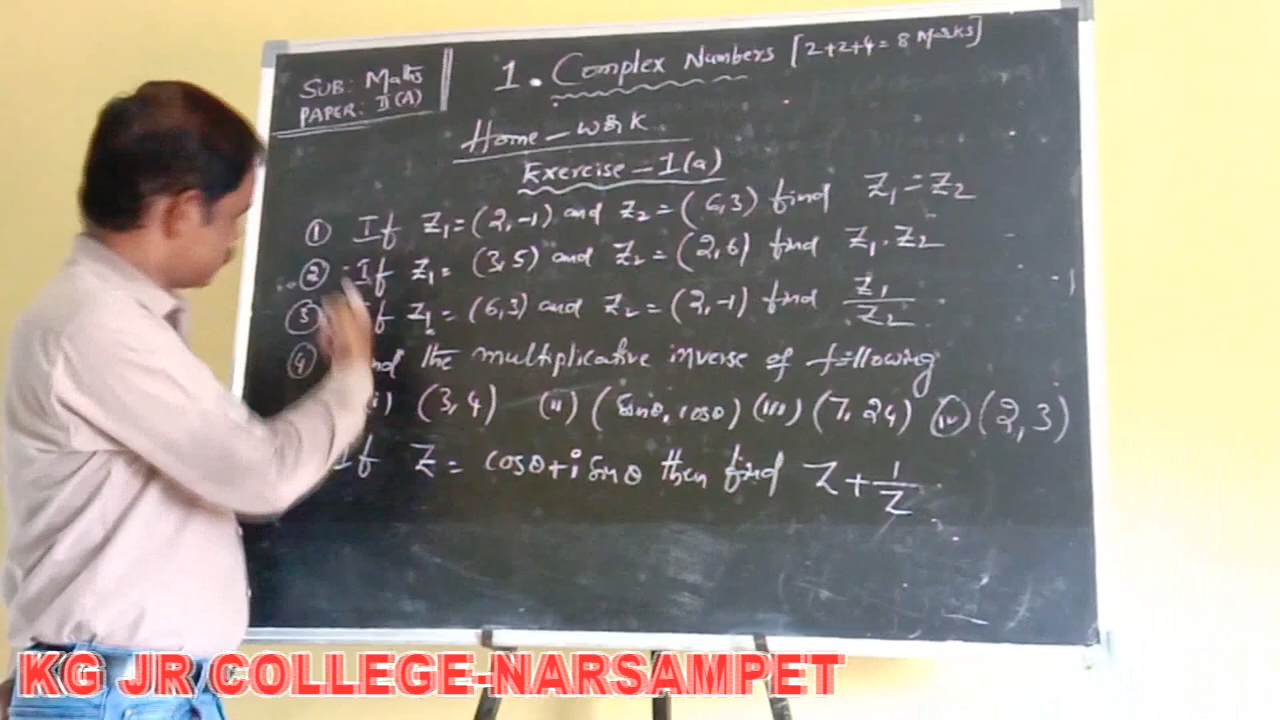 SUB: Maths
PAPER: II(A)
1. Complex Numbers [2+2+4=8 Marks]
Home-work
Exercise-1(a)
① If Z₁=(2,-1) and Z₂=(6,3) find Z₁=Z₂
② If Z₁= (3,5) and Z₂=(2,6) find Z₁.Z₂
③ If Z₁=(6,3) and Z₂=(2,-1) find Z₁/Z₂
④ the multiplicative inverse of following
(3,4) (ii) (sinθ, cosθ) (iii) (7,24) (iv) (2,3)
If Z= cosθ+i sinθ then find Z+1/Z
KG JR COLLEGE-NARSAMPET